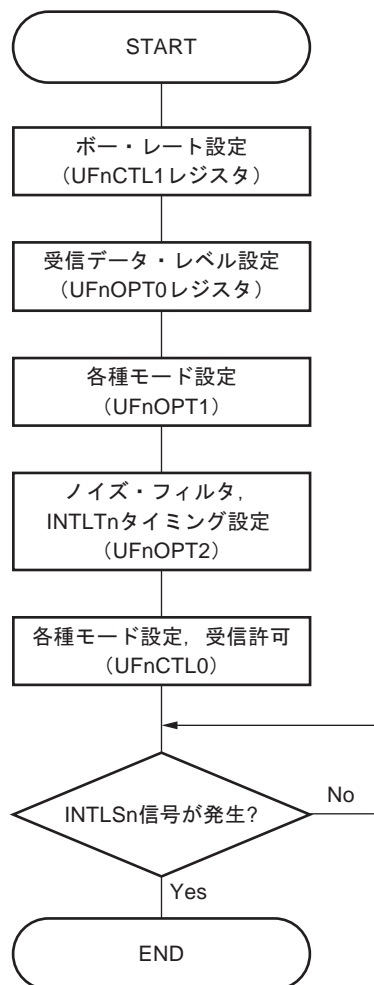 START
ボー・レート設定
（UFnCTL1レジスタ）
受信データ・レベル設定
（UFnOPT0レジスタ）
各種モード設定
（UFnOPT1）
ノイズ・フィルタ，
INTLTnタイミング設定
（UFnOPT2）
各種モード設定，受信許可
（UFnCTL0）
INTLSn信号が発生?
No
Yes
END